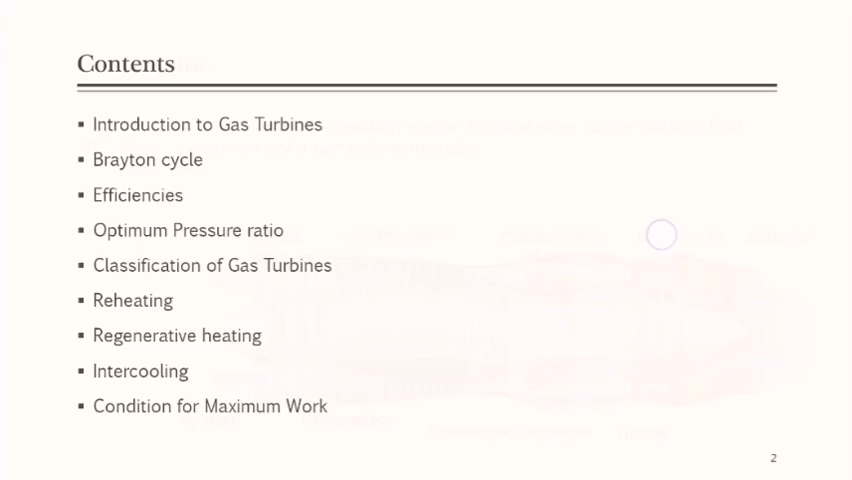 Contents
▪ Introduction to Gas Turbines
▪ Brayton cycle
▪ Efficiencies
▪ Optimum Pressure ratio
▪ Classification of Gas Turbines
▪ Reheating
▪ Regenerative heating
▪ Intercooling
▪ Condition for Maximum Work
2